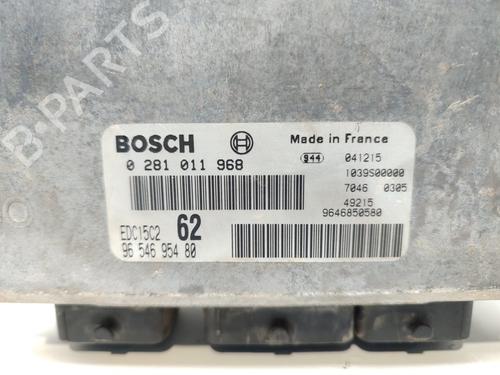 B-PARTS
BOSCH
Made in France
0 281 011 968
944 041215
1039S00000
7046 0305
EDC15C2 62
49215
96 546 954 80
9646850580